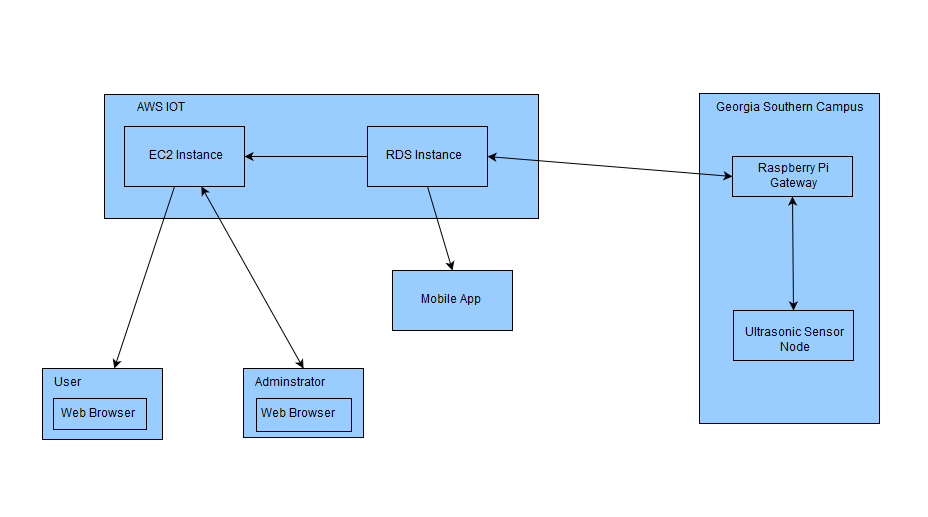 AWS IOT
Georgia Southern Campus
EC2 Instance
RDS Instance
Raspberry Pi
Gateway
Mobile App
Ultrasonic Sensor
Node
User
Adminstrator
Web Browser
Web Browser